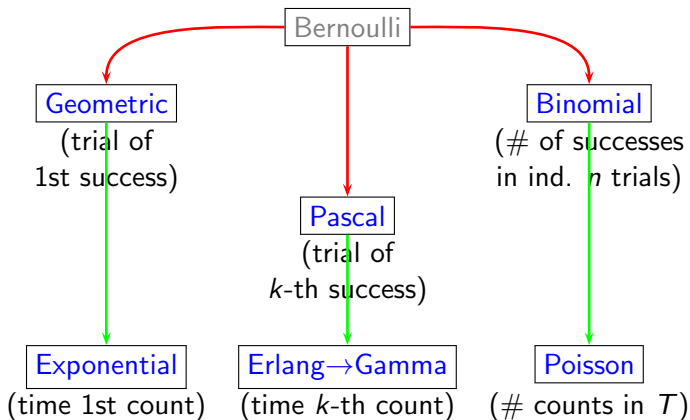 Bernoulli
Geometric
(trial of
1st success)
Binomial
(# of successes
in ind. n trials)
Pascal
(trial of
k-th success)
Exponential
(time 1st count)
Erlang→Gamma
(time k-th count)
Poisson
(# counts in T)